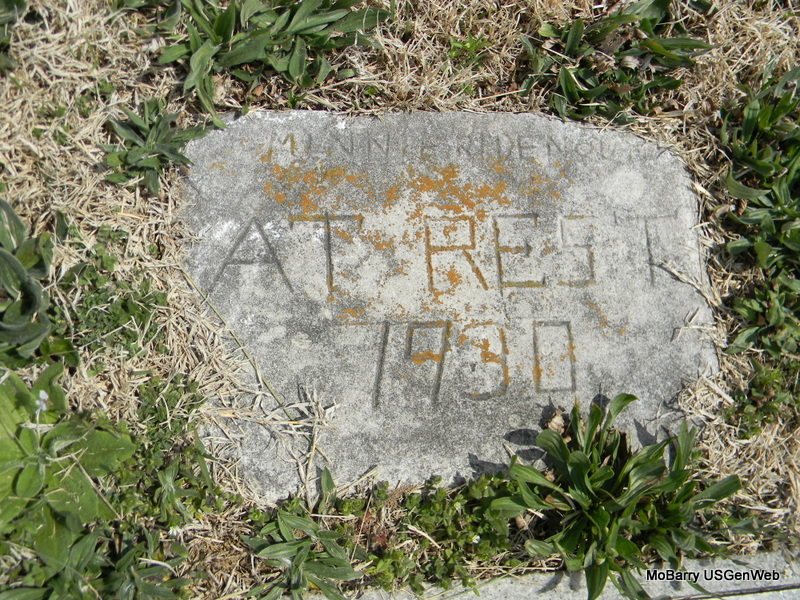 MINNIE RIDENOUR
AT REST
1930
MoBarry USGenWeb